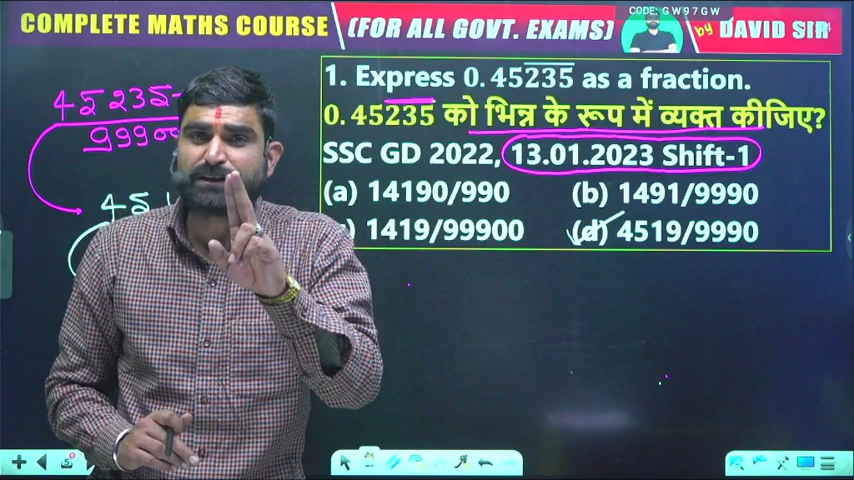 CODE: GW97GW
COMPLETE MATHS COURSE (FOR ALL GOVT. EXAMS) by DAVID SIR
1. Express 0.45235 as a fraction.
0.45235 को भिन्न के रूप में व्यक्त कीजिए?
SSC GD 2022, 13.01.2023 Shift-1
(a) 14190/990 (b) 1491/9990
1419/99900 (d) 4519/9990
45235-
99900
45